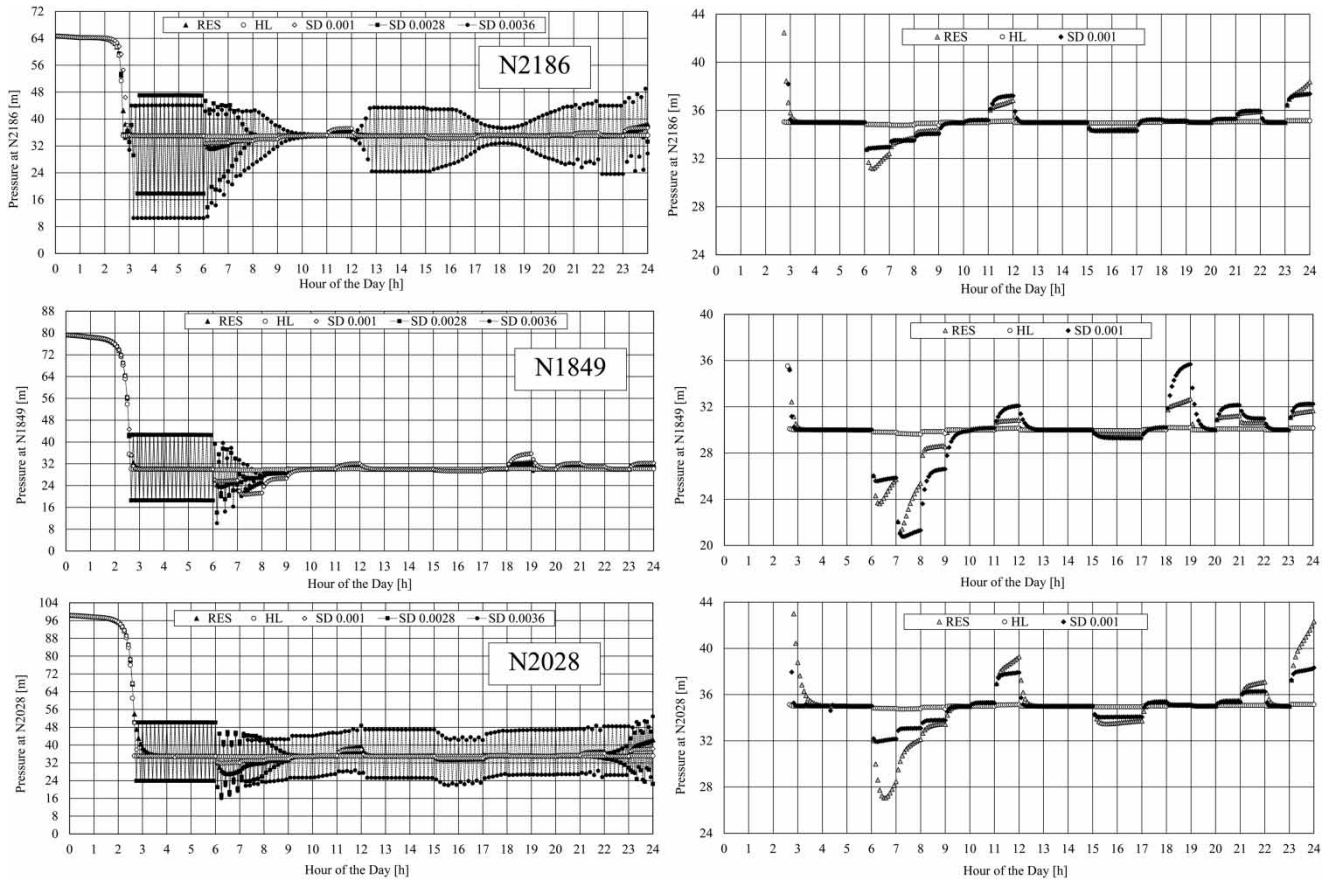 RES HL SD 0.001 SD 0.0028 SD 0.0036
N2186
Pressure at N2186 [m]
72
64
56
48
40
32
24
16
8
0
0 1 2 3 4 5 6 7 8 9 10 11 12 13 14 15 16 17 18 19 20 21 22 23 24
Hour of the Day [h]
RES HL SD 0.001
Pressure at N2186 [m]
44
40
36
32
28
24
0 1 2 3 4 5 6 7 8 9 10 11 12 13 14 15 16 17 18 19 20 21 22 23 24
Hour of the Day [h]
RES HL SD 0.001 SD 0.0028 SD 0.0036
N1849
Pressure at N1849 [m]
88
80
72
64
56
48
40
32
24
16
8
0
0 1 2 3 4 5 6 7 8 9 10 11 12 13 14 15 16 17 18 19 20 21 22 23 24
Hour of the Day [h]
RES HL SD 0.001
Pressure at N1849 [m]
40
36
32
28
24
20
0 1 2 3 4 5 6 7 8 9 10 11 12 13 14 15 16 17 18 19 20 21 22 23 24
Hour of the Day [h]
RES HL SD 0.001 SD 0.0028 SD 0.0036
N2028
Pressure at N2028 [m]
104
96
88
80
72
64
56
48
40
32
24
16
8
0
0 1 2 3 4 5 6 7 8 9 10 11 12 13 14 15 16 17 18 19 20 21 22 23 24
Hour of the Day [h]
RES HL SD 0.001
Pressure at N2028 [m]
44
40
36
32
28
24
0 1 2 3 4 5 6 7 8 9 10 11 12 13 14 15 16 17 18 19 20 21 22 23 24
Hour of the Day [h]